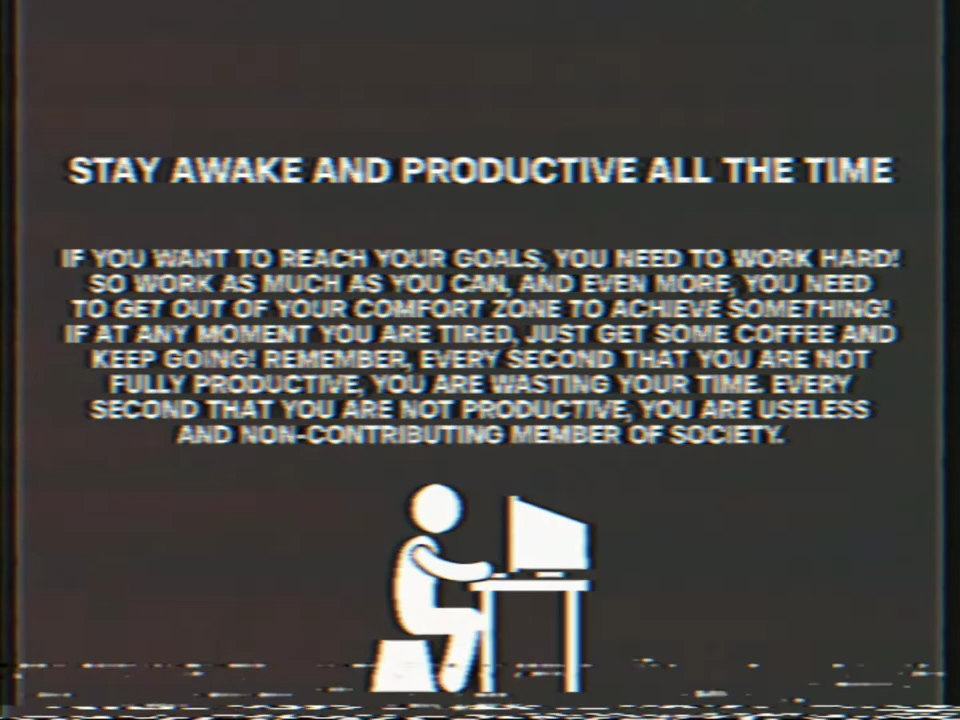 STAY AWAKE AND PRODUCTIVE ALL THE TIME
IF YOU WANT TO REACH YOUR GOALS, YOU NEED TO WORK HARD!
SO WORK AS MUCH AS YOU CAN, AND EVEN MORE, YOU NEED
TO GET OUT OF YOUR COMFORT ZONE TO ACHIEVE SOMETHING!
IF AT ANY MOMENT YOU ARE TIRED, JUST GET SOME COFFEE AND
KEEP GOING! REMEMBER, EVERY SECOND THAT YOU ARE NOT
FULLY PRODUCTIVE, YOU ARE WASTING YOUR TIME. EVERY
SECOND THAT YOU ARE NOT PRODUCTIVE, YOU ARE USELESS
AND NON-CONTRIBUTING MEMBER OF SOCIETY.